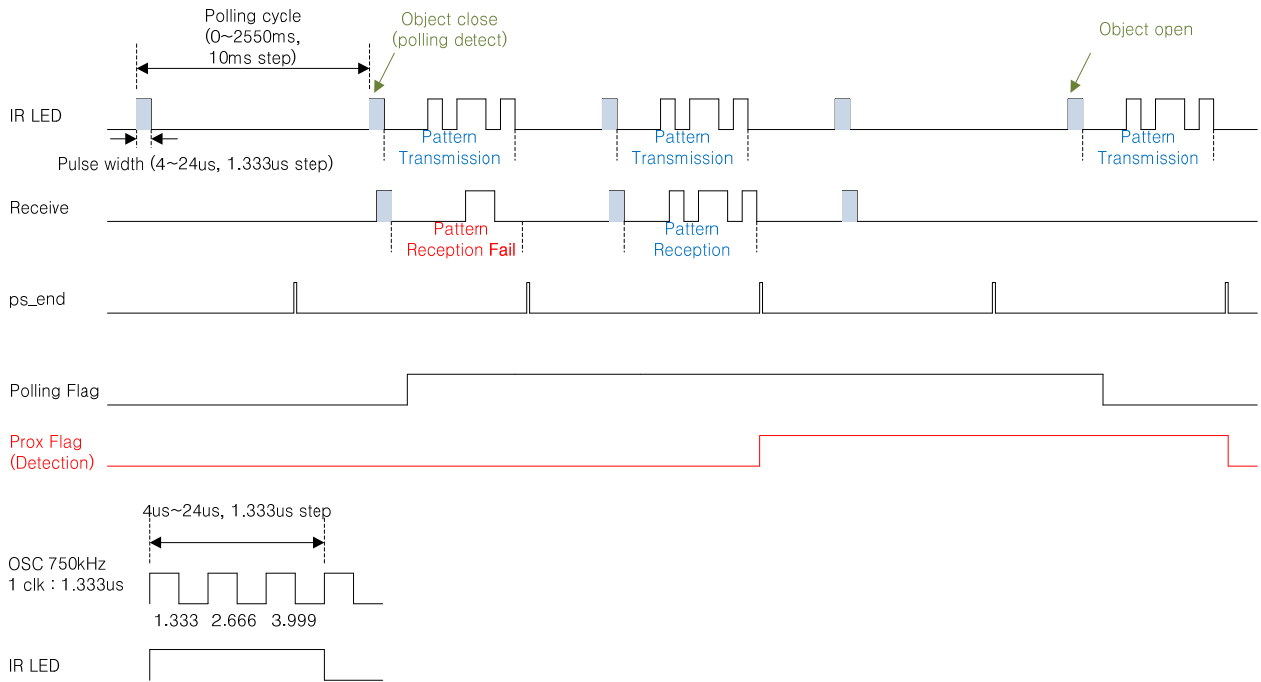 Polling cycle
(0~2550ms,
10ms step)
Object close
(polling detect)
Object open
IR LED
Pattern
Transmission
Pattern
Transmission
Pattern
Transmission
Pulse width (4~24us, 1.333us step)
Receive
Pattern
Reception Fail
Pattern
Reception
ps_end
Polling Flag
Prox Flag
(Detection)
4us~24us, 1.333us step
OSC 750kHz
1 clk : 1.333us
1.333 2.666 3.999
IR LED